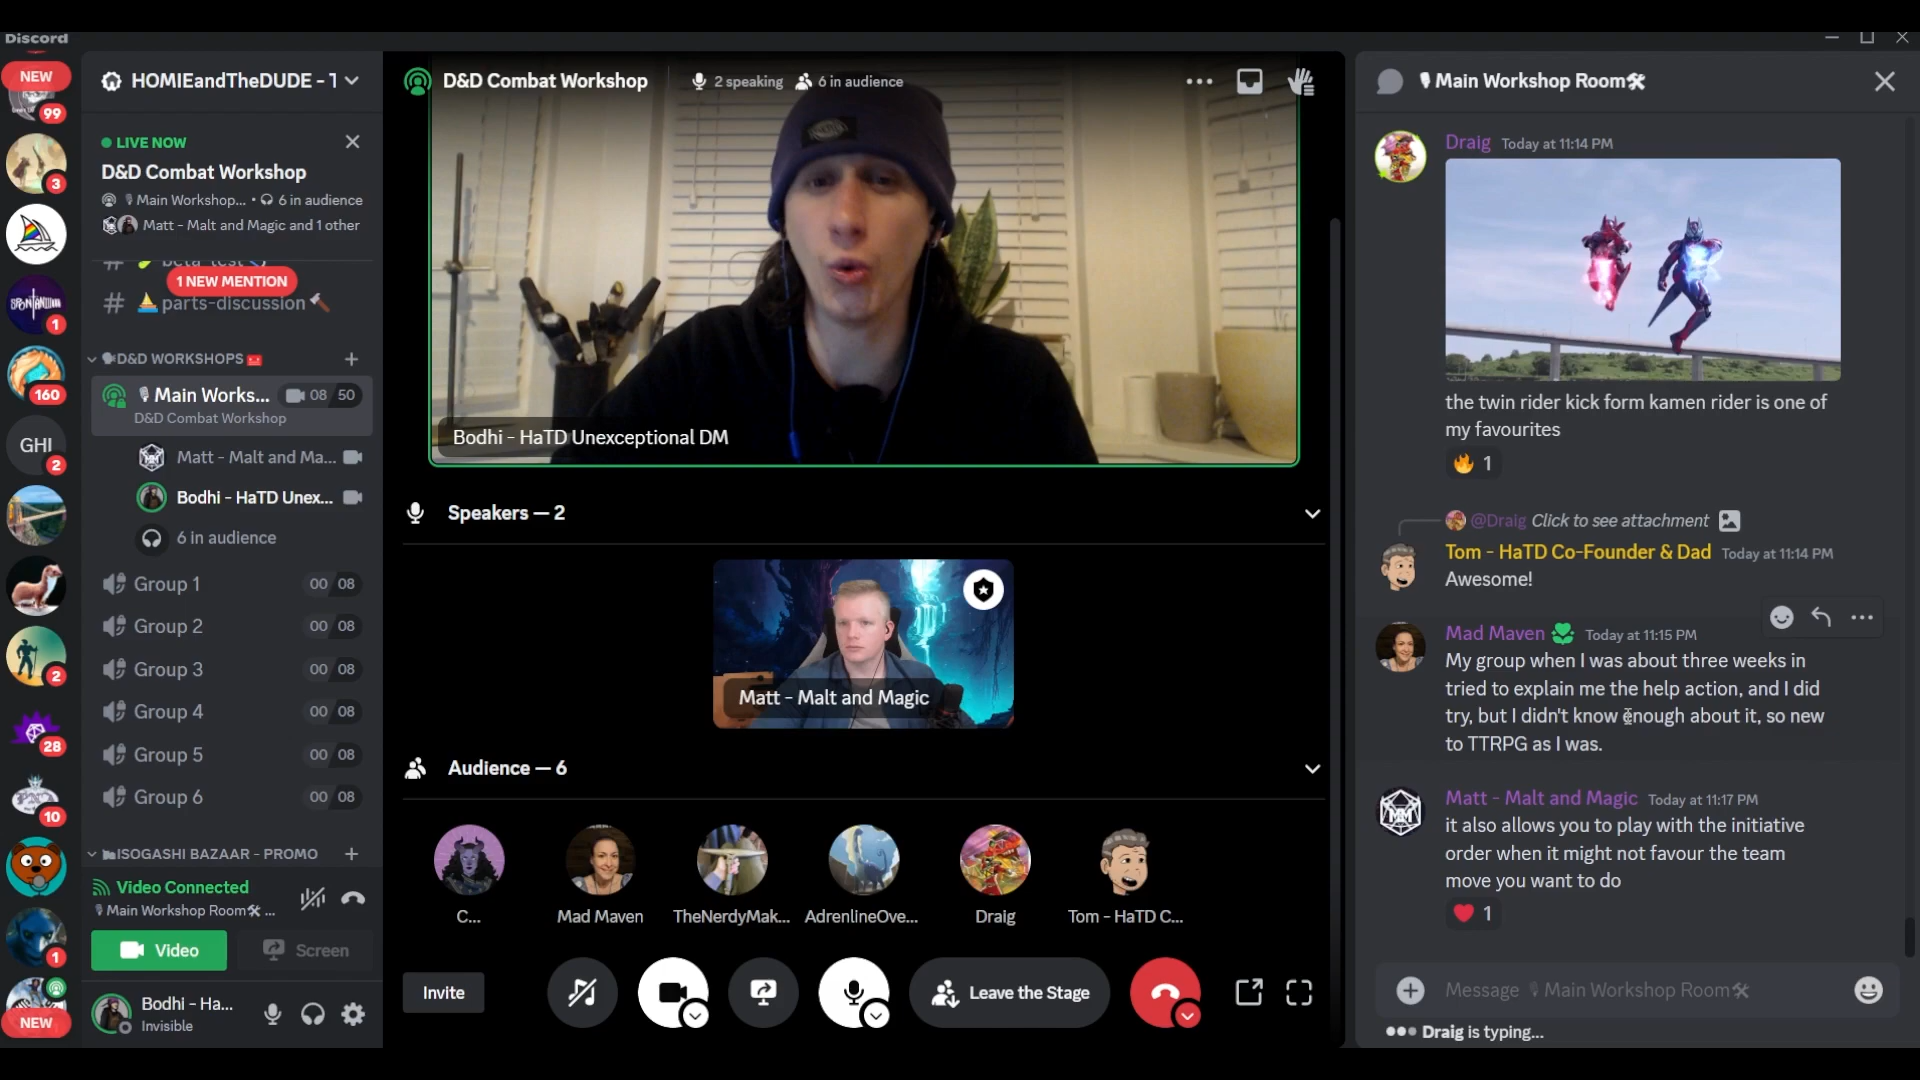 Discord
NEW
99
3
1
160
GHI
2
2
28
10
1
NEW
HOMIEandTheDUDE - T
LIVE NOW
D&D Combat Workshop
Main Workshop... • 6 in audience
Matt - Malt and Magic and 1 other
beta-test
1 NEW MENTION
# parts-discussion
D&D WORKSHOPS
Main Works... 08 50
D&D Combat Workshop
Matt - Malt and Ma...
Bodhi - HaTD Unex...
6 in audience
Group 1 00 08
Group 2 00 08
Group 3 00 08
Group 4 00 08
Group 5 00 08
Group 6 00 08
ISOGASHI BAZAAR - PROMO
Video Connected
Main Workshop Room ...
Video
Screen
Bodhi - Ha...
Invisible
D&D Combat Workshop 2 speaking 6 in audience
Bodhi - HaTD Unexceptional DM
Speakers — 2
Matt - Malt and Magic
Audience — 6
C...
Mad Maven
TheNerdyMak...
AdrenlineOve...
Draig
Tom - HaTD C...
Invite
Leave the Stage
Main Workshop Room
Draig Today at 11:14 PM
the twin rider kick form kamen rider is one of
my favourites
1
@Draig Click to see attachment
Tom - HaTD Co-Founder & Dad Today at 11:14 PM
Awesome!
Mad Maven Today at 11:15 PM
My group when I was about three weeks in
tried to explain me the help action, and I did
try, but I didn't know enough about it, so new
to TTRPG as I was.
Matt - Malt and Magic Today at 11:17 PM
it also allows you to play with the initiative
order when it might not favour the team
move you want to do
1
Message Main Workshop Room
Draig is typing...